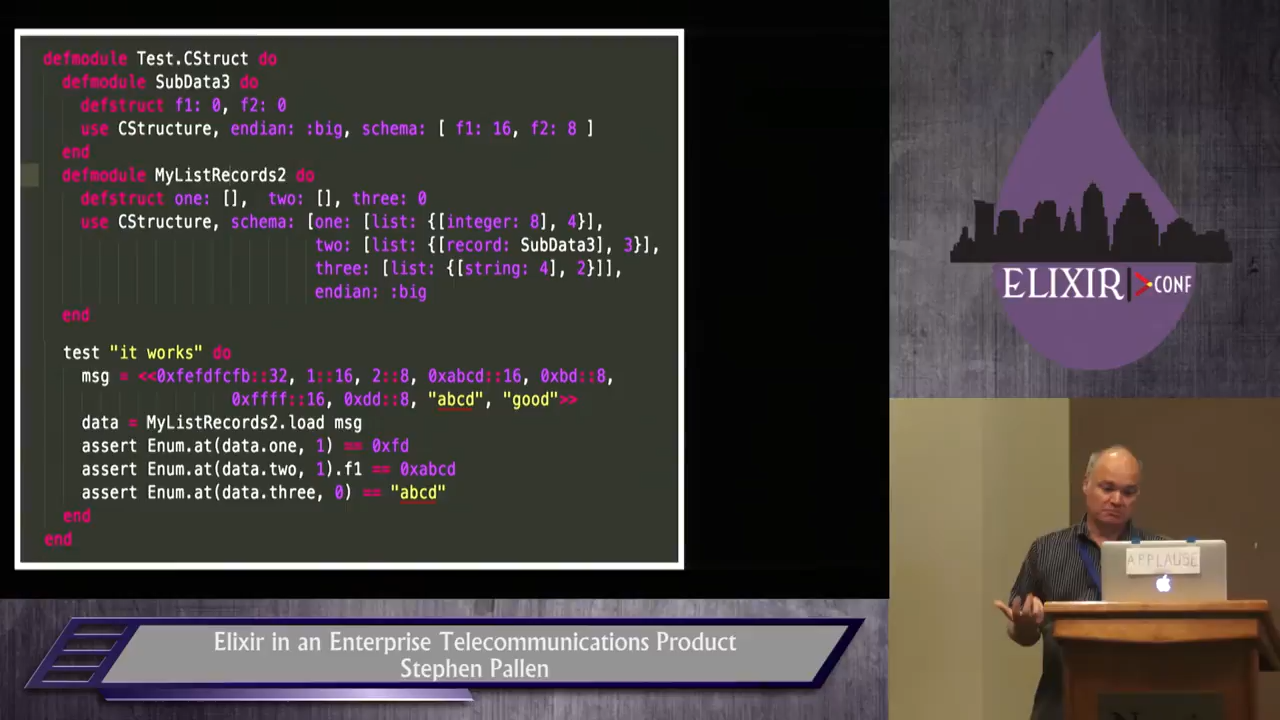 defmodule Test.CStruct do
defmodule SubData3 do
defstruct f1: 0, f2: 0
use CStructure, endian: :big, schema: [ f1: 16, f2: 8 ]
end
defmodule MyListRecords2 do
defstruct one: [], two: [], three: 0
use CStructure, schema: [one: [list: {[integer: 8], 4}],
two: [list: {[record: SubData3], 3}],
three: [list: {[string: 4], 2}]],
endian: :big
end
test "it works" do
msg = <<0xfefdfcfb::32, 1::16, 2::8, 0xabcd::16, 0xbd::8,
0xffff::16, 0xdd::8, "abcd", "good">>
data = MyListRecords2.load msg
assert Enum.at(data.one, 1) == 0xfd
assert Enum.at(data.two, 1).f1 == 0xabcd
assert Enum.at(data.three, 0) == "abcd"
end
end
ELIXIR CONF
APPLAUSE
Elixir in an Enterprise Telecommunications Product
Stephen Pallen